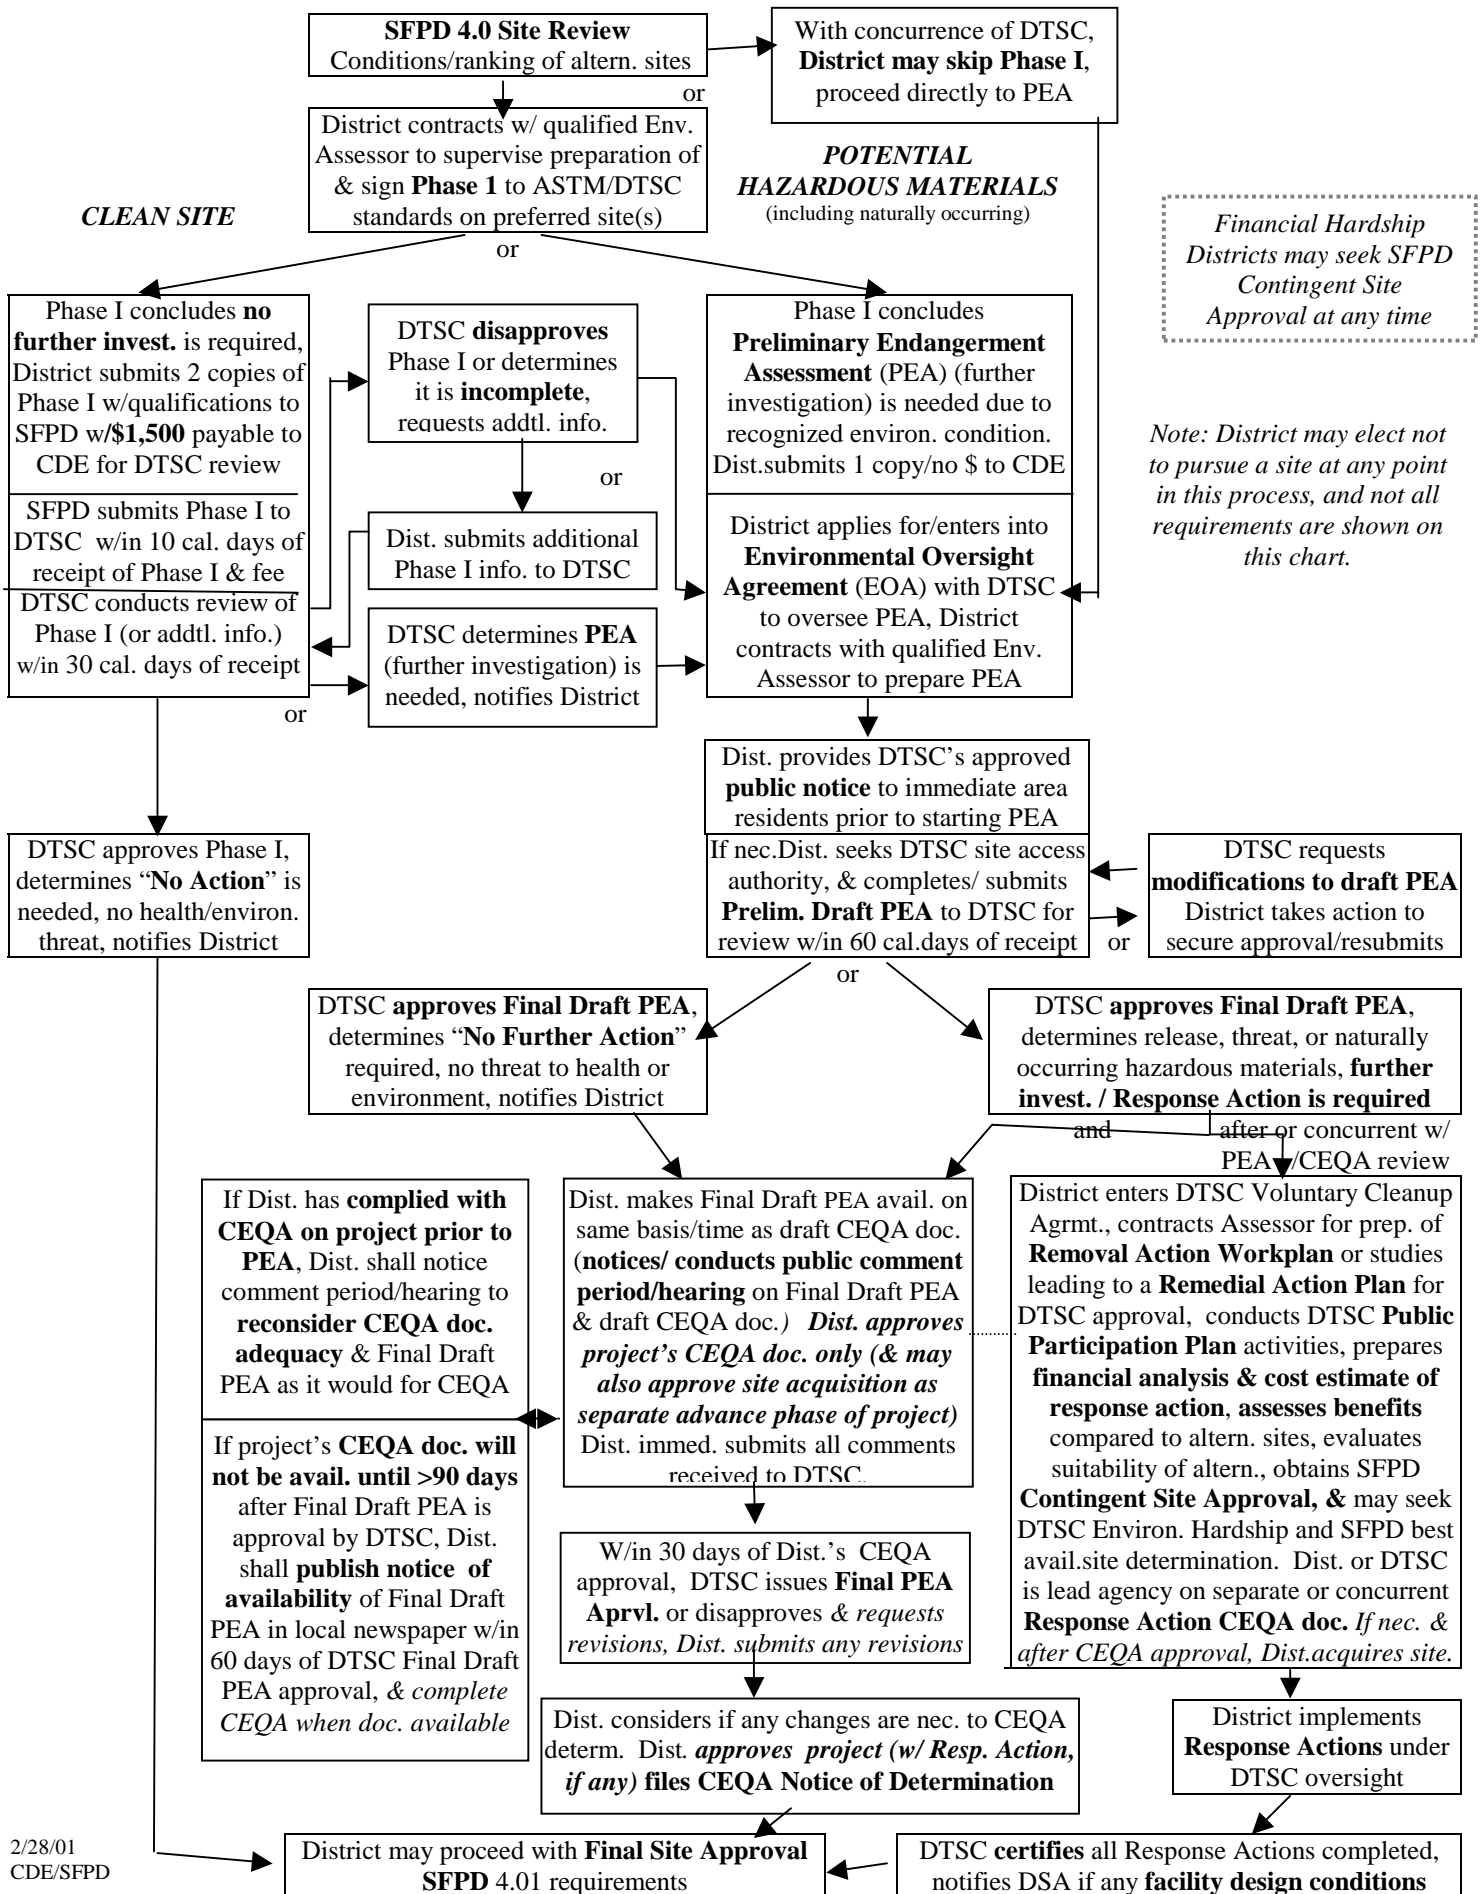 SFPD 4.0 Site Review
Conditions/ranking of altern. sites
or
With concurrence of DTSC,
District may skip Phase I,
proceed directly to PEA
District contracts w/ qualified Env.
Assessor to supervise preparation of
& sign Phase 1 to ASTM/DTSC
standards on preferred site(s)
or
CLEAN SITE
POTENTIAL
HAZARDOUS MATERIALS
(including naturally occurring)
Financial Hardship
Districts may seek SFPD
Contingent Site
Approval at any time
Phase I concludes no
further invest. is required,
District submits 2 copies of
Phase I w/qualifications to
SFPD w/$1,500 payable to
CDE for DTSC review
SFPD submits Phase I to
DTSC w/in 10 cal. days of
receipt of Phase I & fee
DTSC conducts review of
Phase I (or addtl. info.)
w/in 30 cal. days of receipt
or
DTSC disapproves
Phase I or determines
it is incomplete,
requests addtl. info.
or
Dist. submits additional
Phase I info. to DTSC
DTSC determines PEA
(further investigation) is
needed, notifies District
Phase I concludes
Preliminary Endangerment
Assessment (PEA) (further
investigation) is needed due to
recognized environ. condition.
Dist.submits 1 copy/no $ to CDE
District applies for/enters into
Environmental Oversight
Agreement (EOA) with DTSC
to oversee PEA, District
contracts with qualified Env.
Assessor to prepare PEA
Note: District may elect not
to pursue a site at any point
in this process, and not all
requirements are shown on
this chart.
Dist. provides DTSC's approved
public notice to immediate area
residents prior to starting PEA
If nec.Dist. seeks DTSC site access
authority, & completes/ submits
Prelim. Draft PEA to DTSC for
review w/in 60 cal.days of receipt
or
or
DTSC requests
modifications to draft PEA
District takes action to
secure approval/resubmits
DTSC approves Phase I,
determines “No Action” is
needed, no health/environ.
threat, notifies District
DTSC approves Final Draft PEA,
determines “No Further Action”
required, no threat to health or
environment, notifies District
DTSC approves Final Draft PEA,
determines release, threat, or naturally
occurring hazardous materials, further
invest. / Response Action is required
and
after or concurrent w/
PEA /CEQA review
If Dist. has complied with
CEQA on project prior to
PEA, Dist. shall notice
comment period/hearing to
reconsider CEQA doc.
adequacy & Final Draft
PEA as it would for CEQA
If project's CEQA doc. will
not be avail. until >90 days
after Final Draft PEA is
approval by DTSC, Dist.
shall publish notice of
availability of Final Draft
PEA in local newspaper w/in
60 days of DTSC Final Draft
PEA approval, & complete
CEQA when doc. available
Dist. makes Final Draft PEA avail. on
same basis/time as draft CEQA doc.
(notices/ conducts public comment
period/hearing on Final Draft PEA
& draft CEQA doc.) Dist. approves
project's CEQA doc. only (& may
also approve site acquisition as
separate advance phase of project)
Dist. immed. submits all comments
received to DTSC.
W/in 30 days of Dist.'s CEQA
approval, DTSC issues Final PEA
Aprvl. or disapproves & requests
revisions, Dist. submits any revisions
Dist. considers if any changes are nec. to CEQA
determ. Dist. approves project (w/ Resp. Action,
if any) files CEQA Notice of Determination
District enters DTSC Voluntary Cleanup
Agrmt., contracts Assessor for prep. of
Removal Action Workplan or studies
leading to a Remedial Action Plan for
DTSC approval, conducts DTSC Public
Participation Plan activities, prepares
financial analysis & cost estimate of
response action, assesses benefits
compared to altern. sites, evaluates
suitability of altern., obtains SFPD
Contingent Site Approval, & may seek
DTSC Environ. Hardship and SFPD best
avail.site determination. Dist. or DTSC
is lead agency on separate or concurrent
Response Action CEQA doc. If nec. &
after CEQA approval, Dist.acquires site.
District implements
Response Actions under
DTSC oversight
2/28/01
CDE/SFPD
District may proceed with Final Site Approval
SFPD 4.01 requirements
DTSC certifies all Response Actions completed,
notifies DSA if any facility design conditions